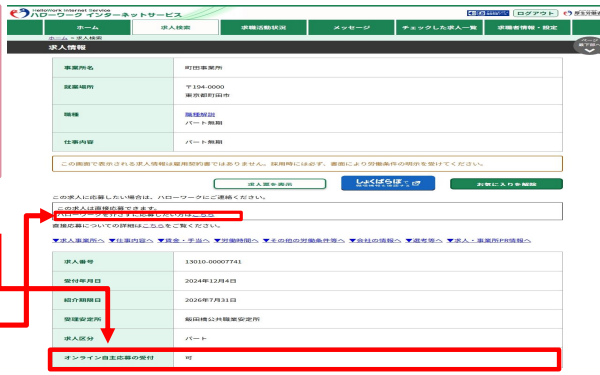 HelloWork Internet Service
ハローワーク インターネットサービス
ログアウト
ホーム 求人検索 求職活動状況 メッセージ チェックした求人一覧 求職者情報・設定
ホーム > 求人検索
求人情報
ページ
最下部へ
事業所名 町田事業所
就業場所 〒194-0000
東京都町田市
職種 職種解説
パート無期
仕事内容 パート無期
この画面で表示される求人情報は雇用契約書ではありません。採用時には必ず、書面により労働条件の明示を受けてください。
求人票を表示 しょくばらぼ お気に入りを解除
この求人に応募したい場合は、ハローワークにご連絡ください。
この求人は直接応募できます。
ハローワークを介さずに応募したい方はこちら
直接応募についての詳細はこちらをご覧ください。
▼求人事業所へ ▼仕事内容へ ▼賃金・手当へ ▼労働時間へ ▼その他の労働条件等へ ▼会社の情報へ ▼選考等へ ▼求人・事業所PR情報へ
求人番号 13010-00007741
受付年月日 2024年12月4日
紹介期限日 2026年7月31日
受理安定所 飯田橋公共職業安定所
求人区分 パート
オンライン自主応募の受付 可